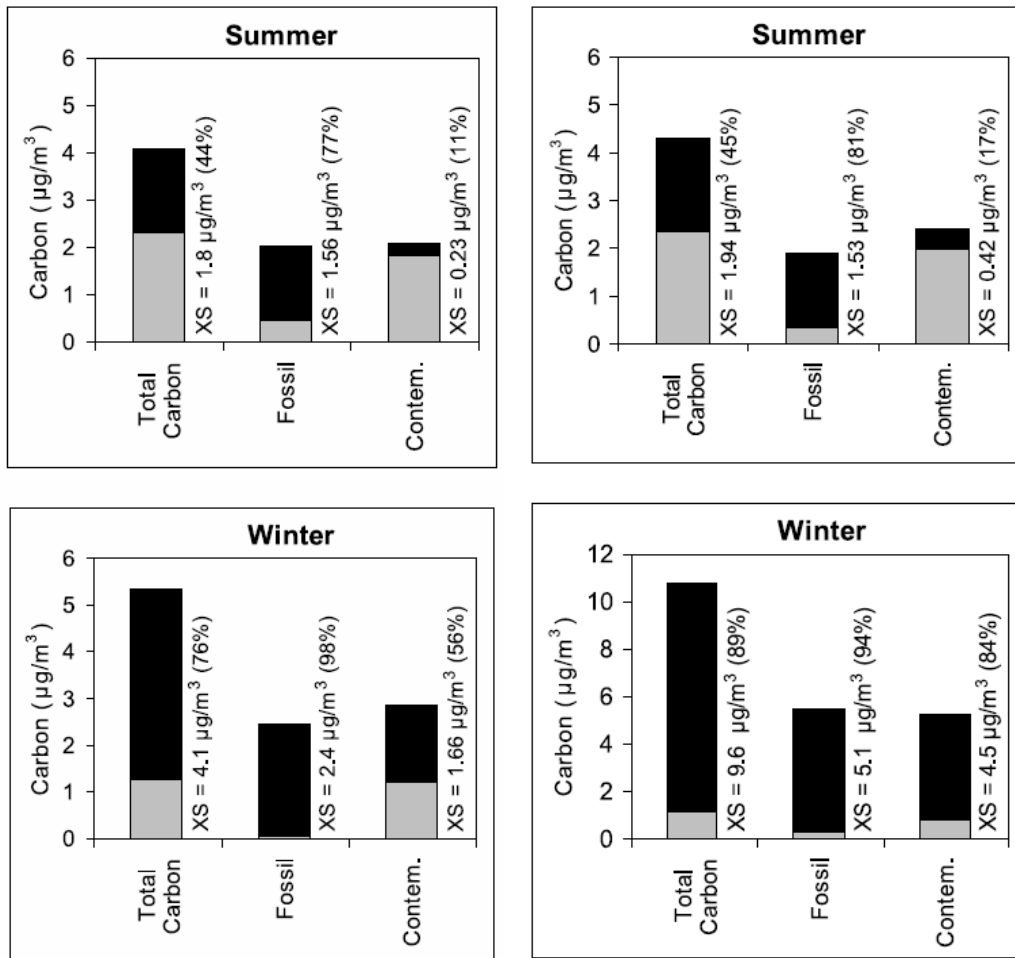 Summer
6
5
4
3
2
1
0
Carbon ( µg/m³)
XS = 1.8 µg/m³ (44%)
XS = 1.56 µg/m³ (77%)
XS = 0.23 µg/m³ (11%)
Total
Carbon
Fossil
Contem.
Summer
6
5
4
3
2
1
0
Carbon ( µg/m³)
XS = 1.94 µg/m³ (45%)
XS = 1.53 µg/m³ (81%)
XS = 0.42 µg/m³ (17%)
Total
Carbon
Fossil
Contem.
Winter
6
5
4
3
2
1
0
Carbon ( µg/m³)
XS = 4.1 µg/m³ (76%)
XS = 2.4 µg/m³ (98%)
XS = 1.66 µg/m³ (56%)
Total
Carbon
Fossil
Contem.
Winter
12
10
8
6
4
2
0
Carbon ( µg/m³)
XS = 9.6 µg/m³ (89%)
XS = 5.1 µg/m³ (94%)
XS = 4.5 µg/m³ (84%)
Total
Carbon
Fossil
Contem.